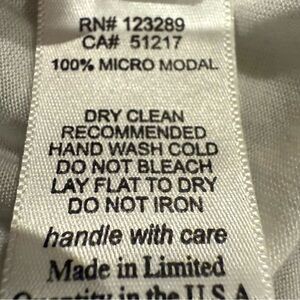 RN# 123289
CA# 51217
100% MICRO MODAL
DRY CLEAN
RECOMMENDED
HAND WASH COLD
DO NOT BLEACH
LAY FLAT TO DRY
DO NOT IRON
handle with care
Made in Limited
Quantity in the U.S.A